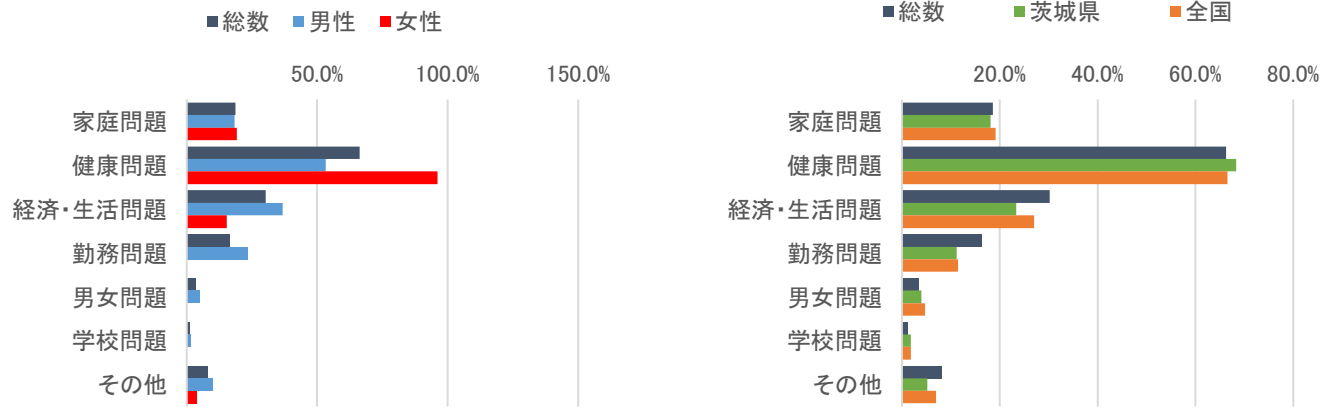 総数 男性 女性
50.0% 100.0% 150.0%
家庭問題
健康問題
経済・生活問題
勤務問題
男女問題
学校問題
その他
総数 茨城県 全国
20.0% 40.0% 60.0% 80.0%
家庭問題
健康問題
経済・生活問題
勤務問題
男女問題
学校問題
その他